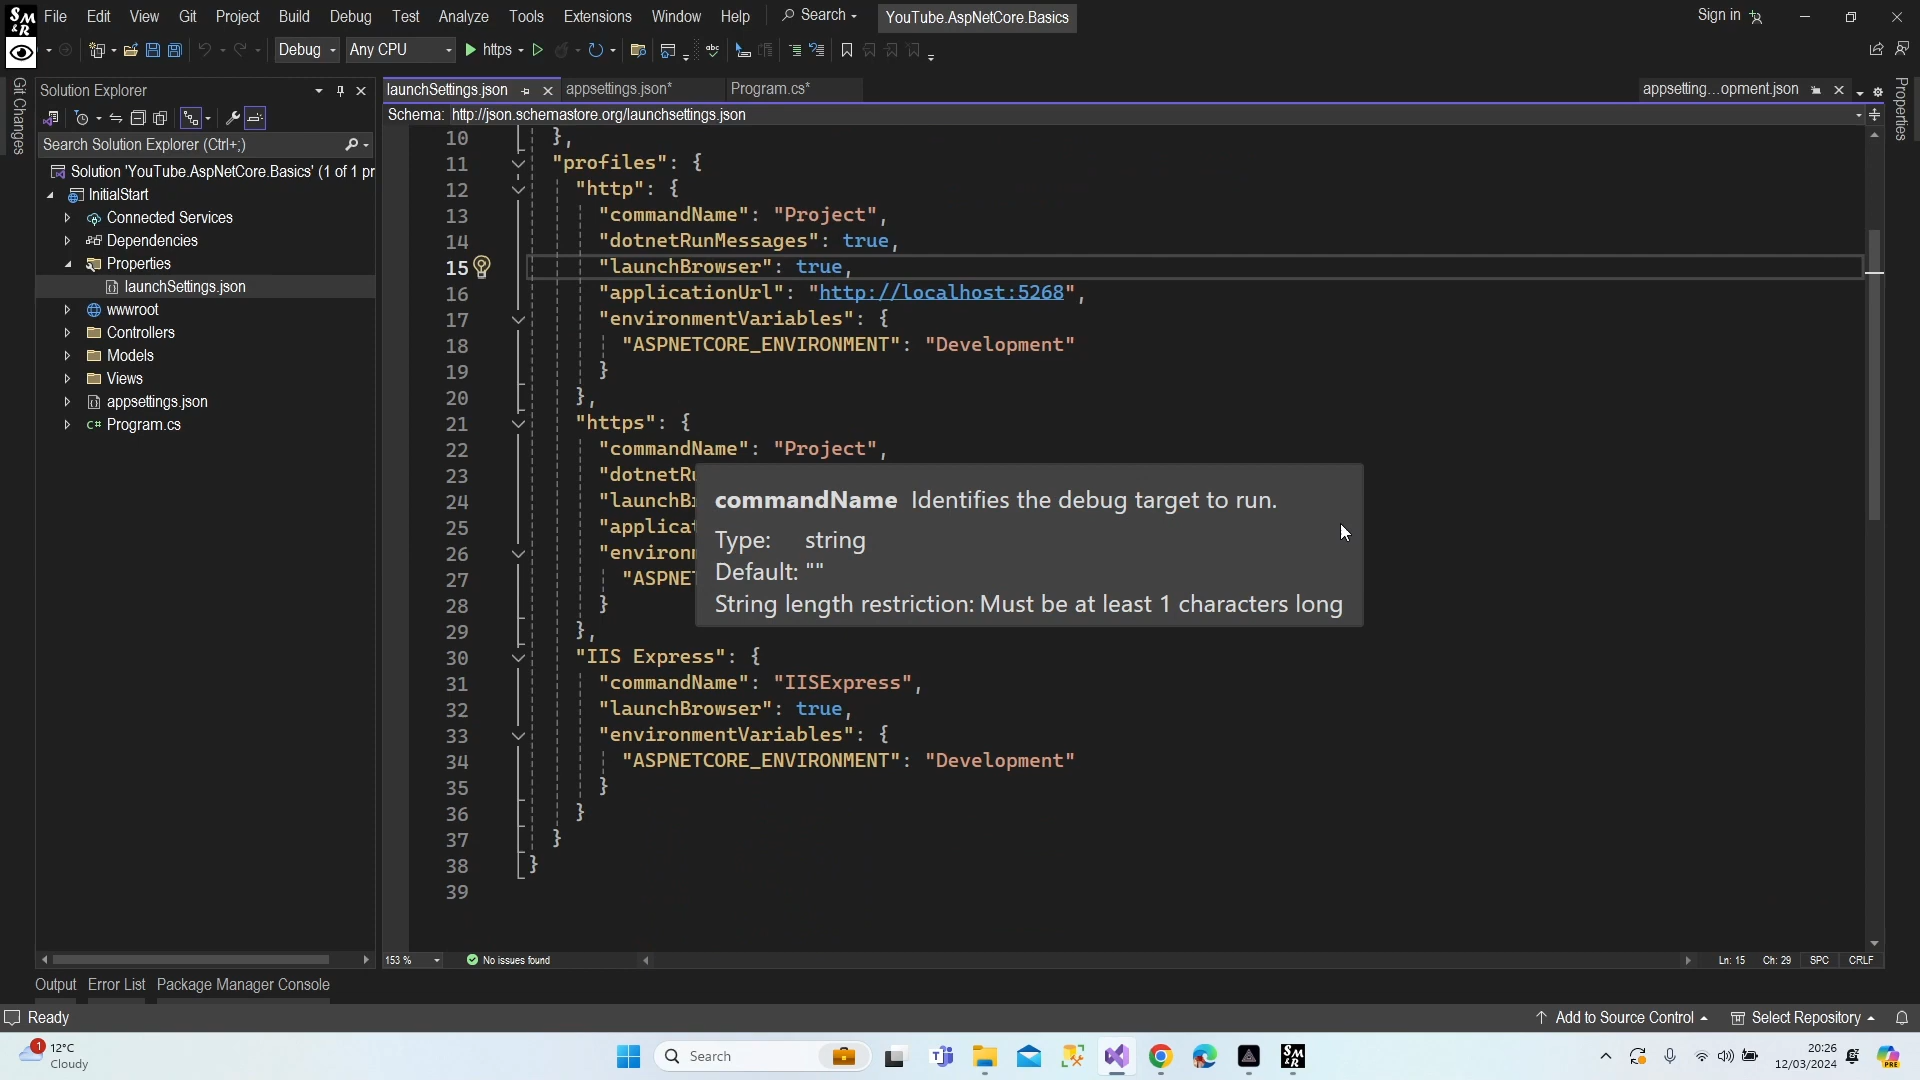 SM
&R
File Edit View Git Project Build Debug Test Analyze Tools Extensions Window Help Search YouTube.AspNetCore.Basics Sign in
Debug Any CPU https abc
Git Changes
Solution Explorer
Search Solution Explorer (Ctrl+;)
Solution 'YouTube.AspNetCore.Basics' (1 of 1 pr
InitialStart
Connected Services
Dependencies
Properties
launchSettings.json
wwwroot
Controllers
Models
Views
appsettings.json
C# Program.cs
launchSettings.json appsettings.json* Program.cs* appsetting...opment.json
Properties
Schema: http://json.schemastore.org/launchsettings.json
10 },
11 "profiles": {
12 "http": {
13 "commandName": "Project",
14 "dotnetRunMessages": true,
15 "launchBrowser": true,
16 "applicationUrl": "http://localhost:5268",
17 "environmentVariables": {
18 "ASPNETCORE_ENVIRONMENT": "Development"
19 }
20 },
21 "https": {
22 "commandName": "Project",
23 "dotnetRu
24 "launchB
25 "applicat
26 "environm
27 "ASPNE
28 }
29 },
30 "IIS Express": {
31 "commandName": "IISExpress",
32 "launchBrowser": true,
33 "environmentVariables": {
34 "ASPNETCORE_ENVIRONMENT": "Development"
35 }
36 }
37 }
38 }
39
commandName Identifies the debug target to run.
Type: string
Default: ""
String length restriction: Must be at least 1 characters long
153 % No issues found Ln: 15 Ch: 29 SPC CRLF
Output Error List Package Manager Console
Ready Add to Source Control Select Repository
1 12°C
Cloudy
Search
SM
&R
20:26
12/03/2024
PRE